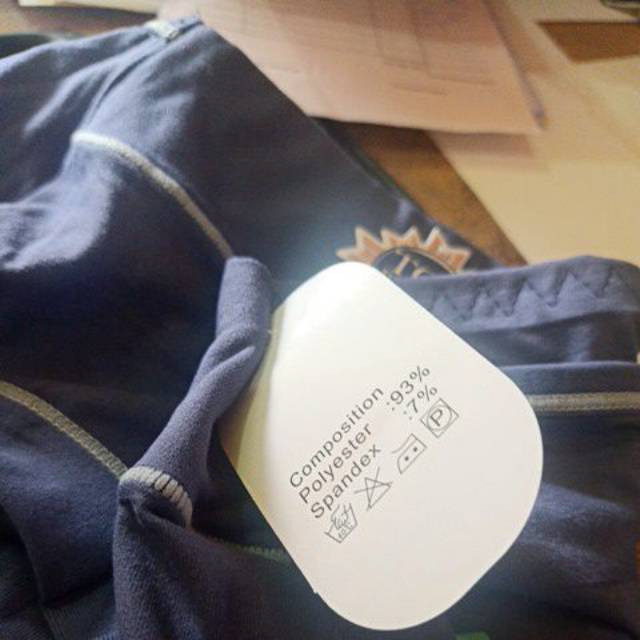 Composition
Polyester :93%
Spandex :7%
P